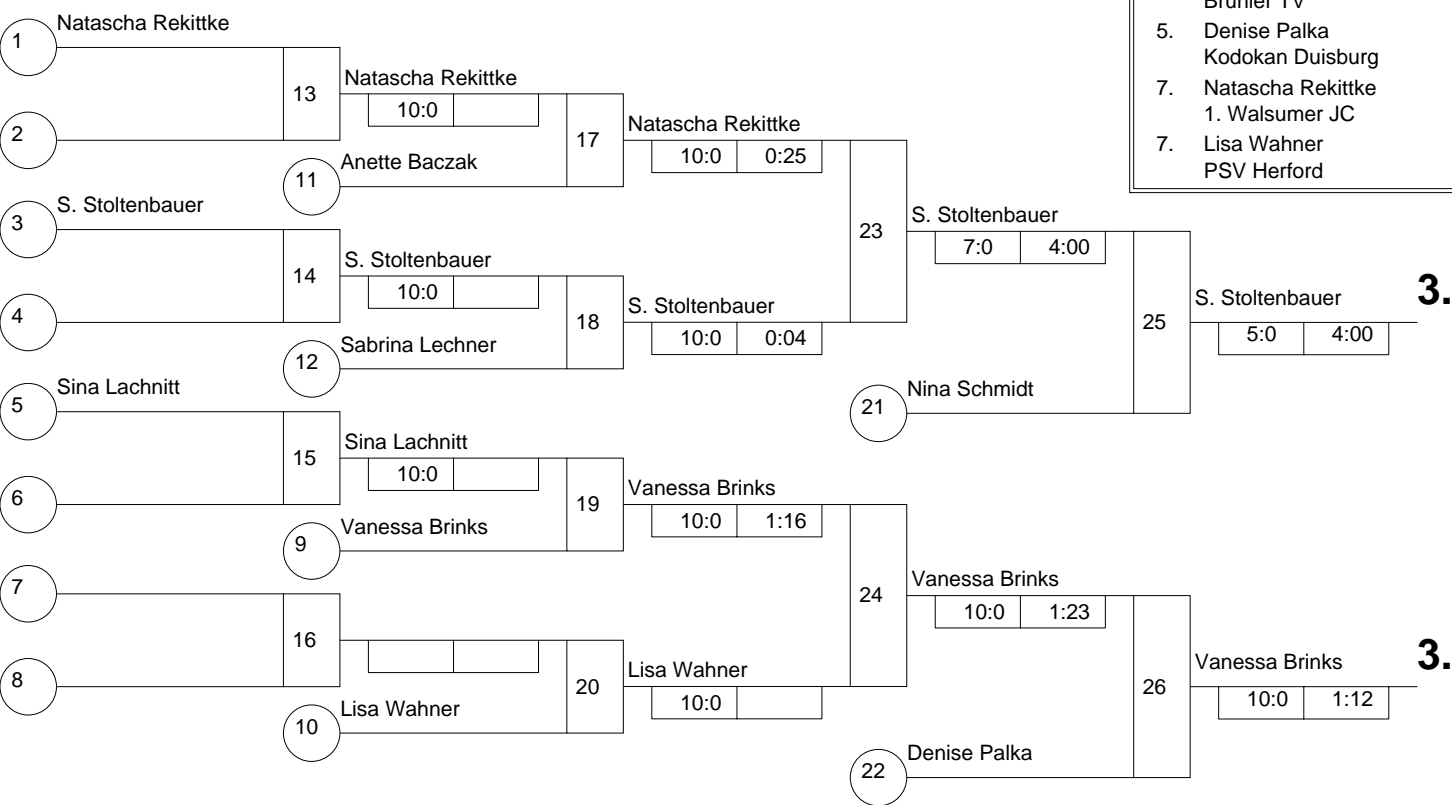 Brühler TV
5. Denise Palka
Kodokan Duisburg
7. Natascha Rekittke
1. Walsumer JC
7. Lisa Wahner
PSV Herford
1 Natascha Rekittke
2
13 Natascha Rekittke
10:0
11 Anette Baczak
17 Natascha Rekittke
10:0 0:25
3 S. Stoltenbauer
4
14 S. Stoltenbauer
10:0
12 Sabrina Lechner
18 S. Stoltenbauer
10:0 0:04
23 S. Stoltenbauer
7:0 4:00
21 Nina Schmidt
25 S. Stoltenbauer 3.
5:0 4:00
5 Sina Lachnitt
6
15 Sina Lachnitt
10:0
9 Vanessa Brinks
19 Vanessa Brinks
10:0 1:16
7
8
16
10 Lisa Wahner
20 Lisa Wahner
10:0
24 Vanessa Brinks
10:0 1:23
22 Denise Palka
26 Vanessa Brinks 3.
10:0 1:12